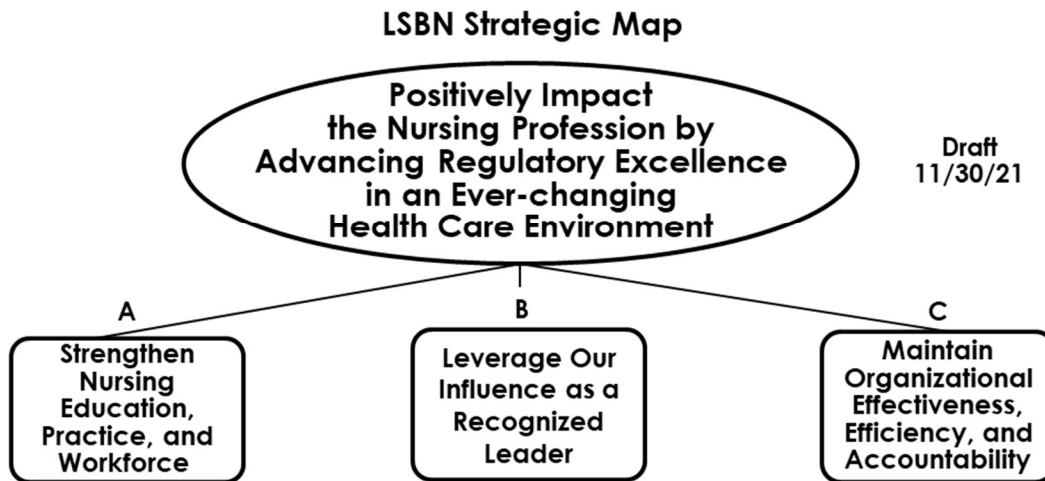 LSBN Strategic Map
Positively Impact
the Nursing Profession by
Advancing Regulatory Excellence
in an Ever-changing
Health Care Environment
Draft
11/30/21
A
Strengthen
Nursing
Education,
Practice, and
Workforce
B
Leverage Our
Influence as a
Recognized
Leader
C
Maintain
Organizational
Effectiveness,
Efficiency, and
Accountability